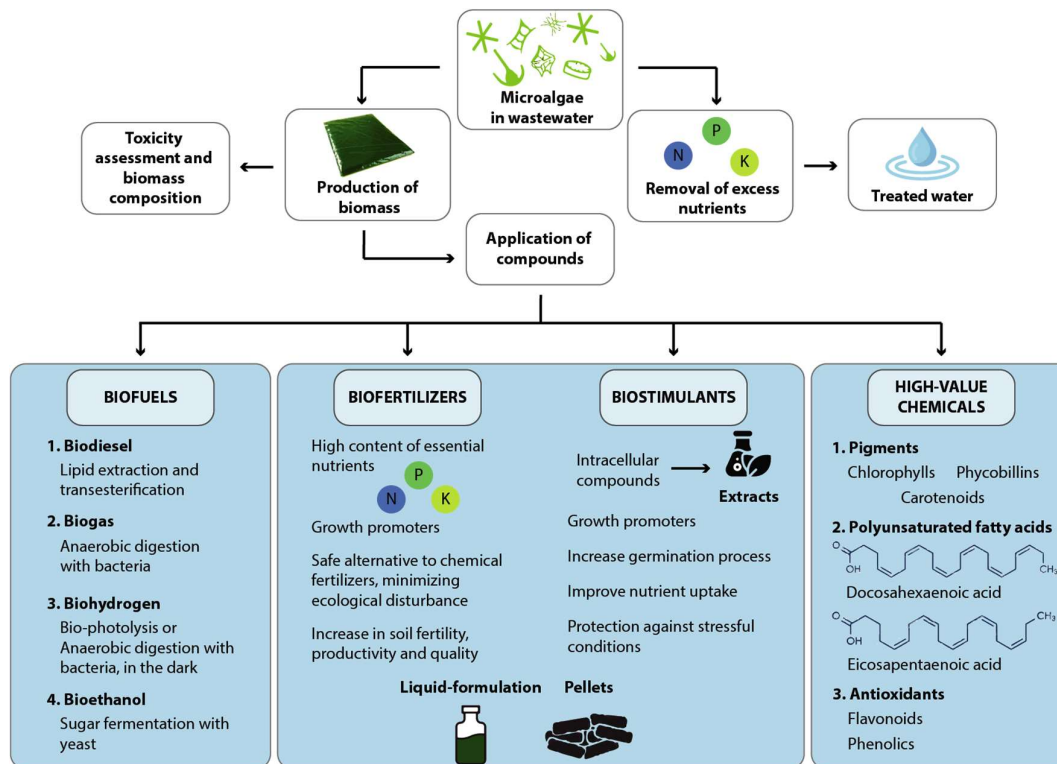 Microalgae
in wastewater
Toxicity
assessment and
biomass
composition
Production of
biomass
N
P
K
Removal of excess
nutrients
Treated water
Application of
compounds
BIOFUELS
1. Biodiesel
Lipid extraction and
transesterification
2. Biogas
Anaerobic digestion
with bacteria
3. Biohydrogen
Bio-photolysis or
Anaerobic digestion with
bacteria, in the dark
4. Bioethanol
Sugar fermentation with
yeast
BIOFERTILIZERS
High content of essential
nutrients
N
P
K
Growth promoters
Safe alternative to chemical
fertilizers, minimizing
ecological disturbance
Increase in soil fertility,
productivity and quality
BIOSTIMULANTS
Intracellular
compounds
Extracts
Growth promoters
Increase germination process
Improve nutrient uptake
Protection against stressful
conditions
Liquid-formulation
Pellets
HIGH-VALUE
CHEMICALS
1. Pigments
Chlorophylls Phycobillins
Carotenoids
2. Polyunsaturated fatty acids
O
OH
CH3
Docosahexaenoic acid
O
OH
CH3
Eicosapentaenoic acid
3. Antioxidants
Flavonoids
Phenolics